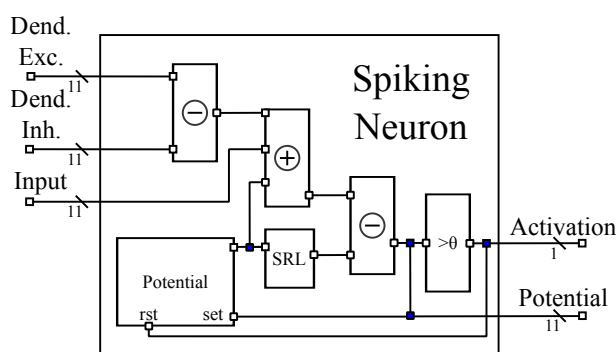 Dend.
Exc.
11
Dend.
Inh.
11
Input
11
Spiking
Neuron
−
+
−
SRL
>θ
Potential
rst
set
Activation
1
Potential
11